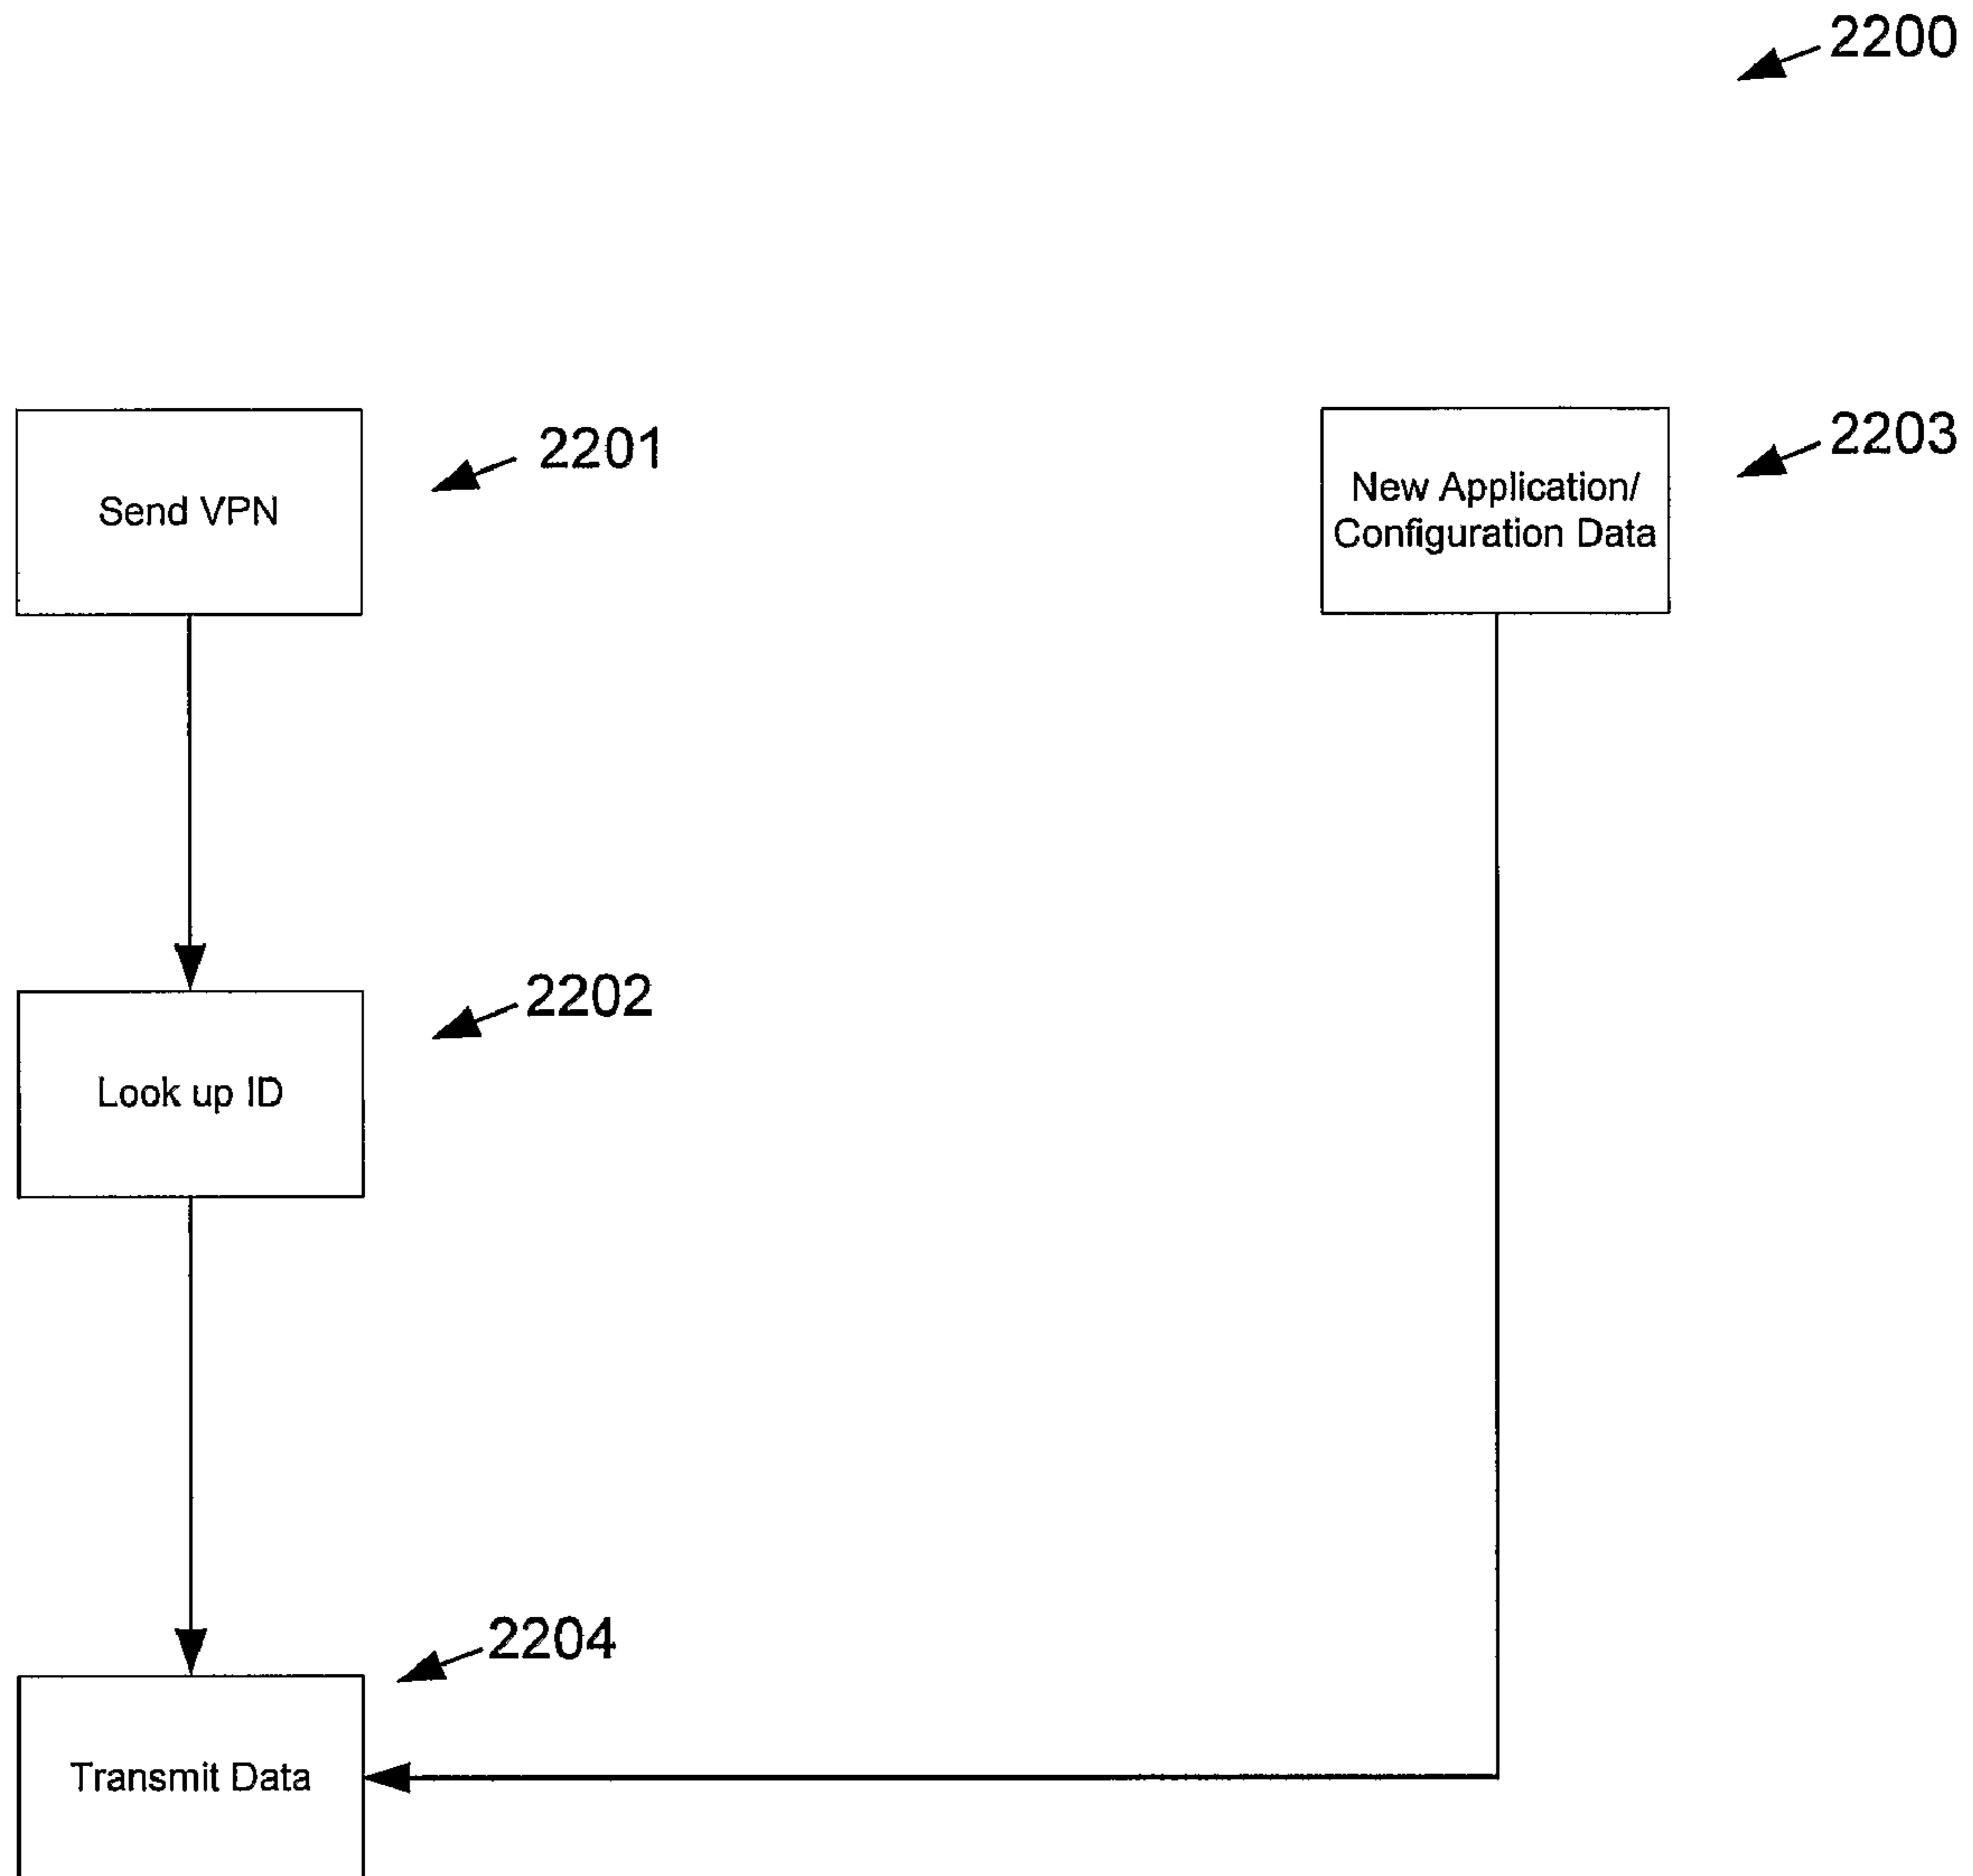 2200
2201
Send VPN
2203
New Application/
Configuration Data
2202
Look up ID
2204
Transmit Data